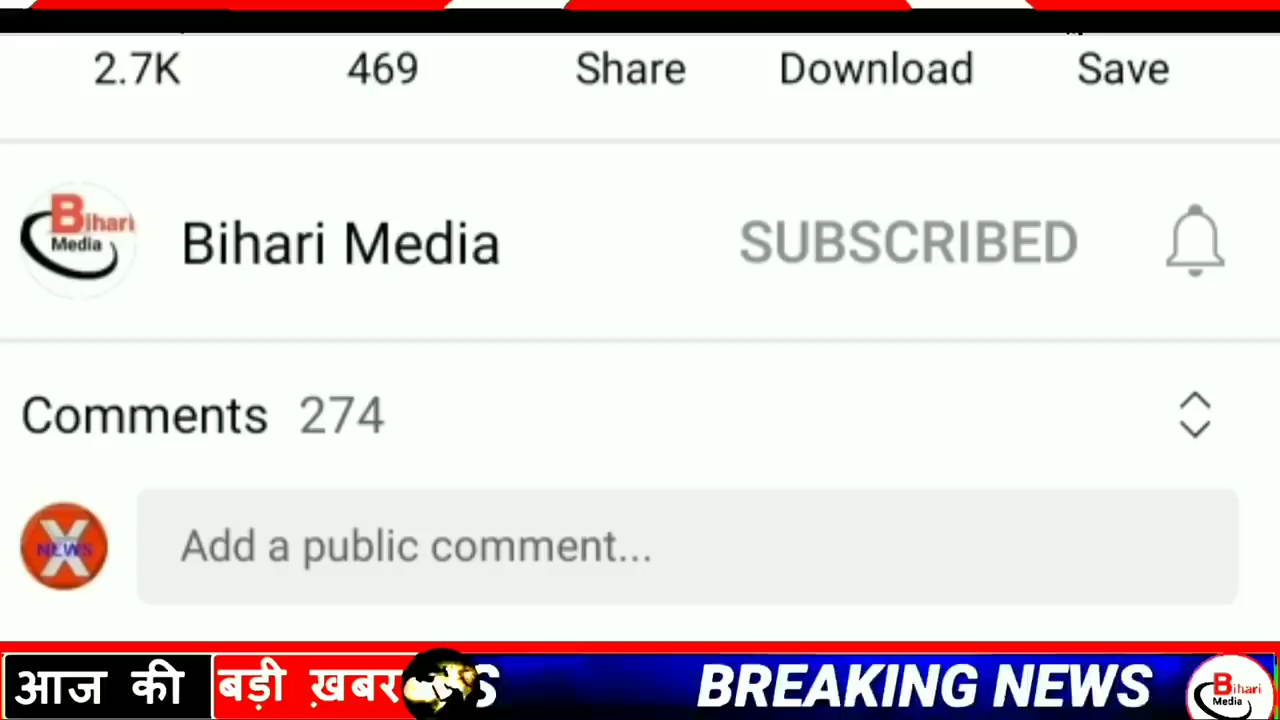 2.7K 469 Share Download Save
Bihari Media
Bihari Media SUBSCRIBED
Comments 274
NEWS X
Add a public comment...
आज की बड़ी ख़बर S BREAKING NEWS
Bihari Media